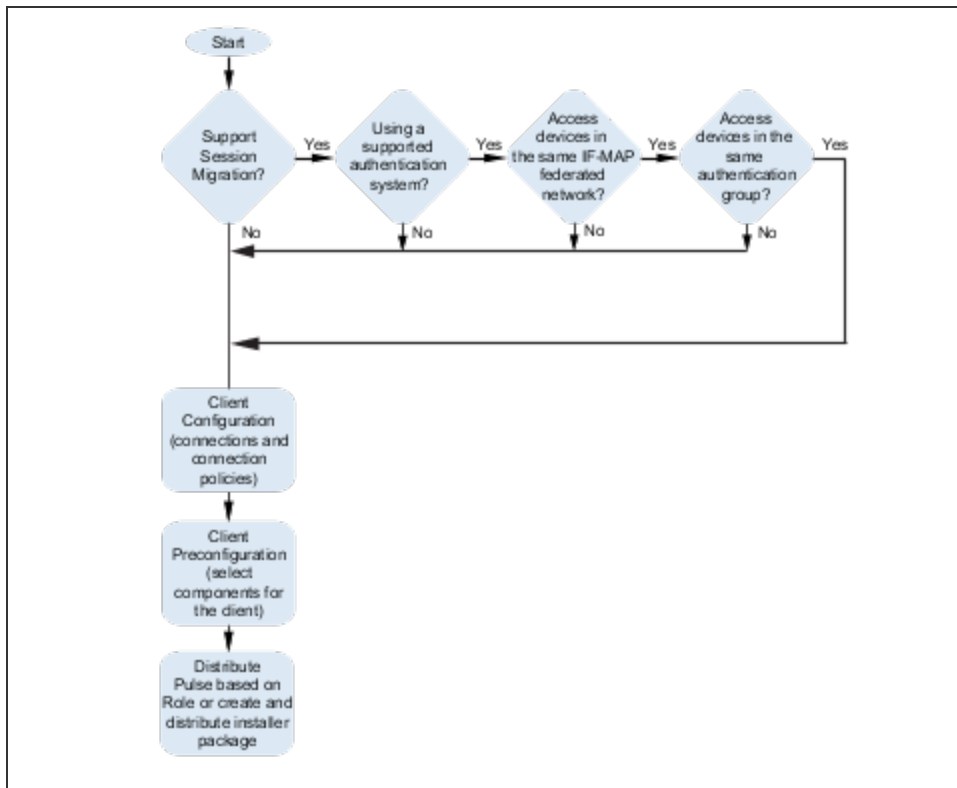 Start
Support
Session
Migration?
Yes
No
Using a
supported
authentication
system?
Yes
No
Access
devices in
the same IF-MAP
federated
network?
Yes
No
Access
devices in the
same
authentication
group?
Yes
No
Client
Configuration
(connections and
connection
policies)
Client
Preconfiguration
(select
components for
the client)
Distribute
Pulse based on
Role or create and
distribute installer
package